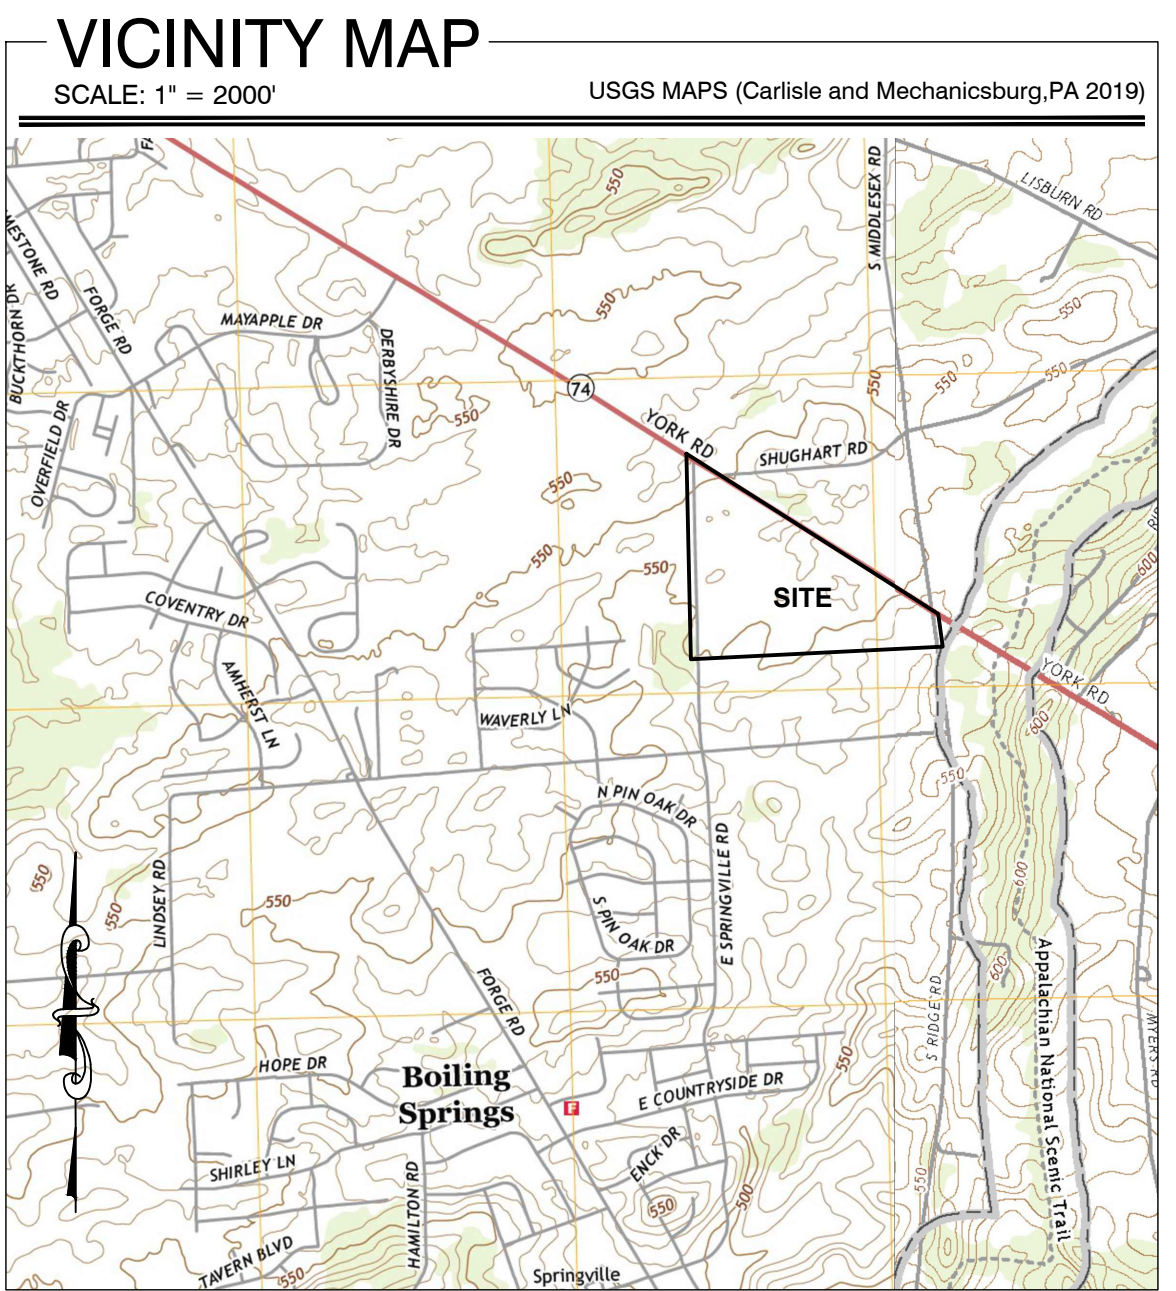 VICINITY MAP
SCALE: 1" = 2000'
USGS MAPS (Carlisle and Mechanicsburg,PA 2019)
S MIDDLESEX RD
LISBURN RD
550
MESTONE RD
FORGE RD
BUCKTHORN DR
MAYAPPLE DR
DERBYSHIRE DR
550
550
550
550
550
74
550
YORK RD
SHUGHART RD
OVERFIELD DR
550
550
550
600
SITE
COVENTRY DR
AMHERST LN
WAVERLY LN
YORK RD
600
550
N PIN OAK DR
E SPRINGVILLE RD
S PIN OAK DR
LINDSEY RD
550
550
550
600
550
600
FORGE RD
S RIDGE RD
Appalachian National Scenic Trail
MYERS RD
HOPE DR
Boiling
Springs
F
E COUNTRYSIDE DR
550
SHIRLEY LN
HAMILTON RD
ENCK DR
550
500
550
TAVERN BLVD
550
Springville